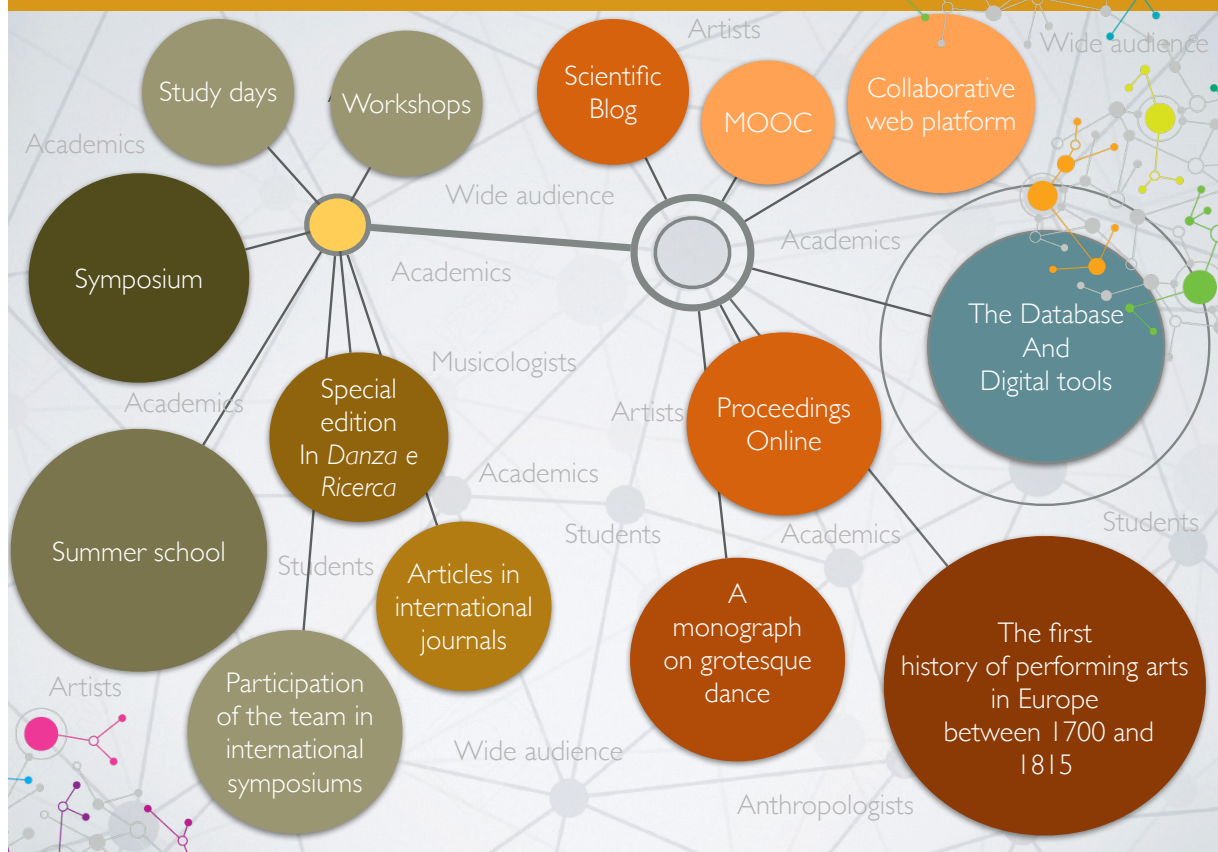 Artists
Wide audience
Study days
Workshops
Scientific
Blog
MOOC
Collaborative
web platform
Academics
Wide audience
Symposium
Academics
Academics
The Database
And
Digital tools
Musicologists
Academics
Special
edition
In Danza e
Ricerca
Artists
Proceedings
Online
Academics
Students
Academics
Students
Summer school
Students
Articles in
international
journals
A
monograph
on grotesque
dance
The first
history of performing arts
in Europe
between 1700 and
1815
Artists
Participation
of the team in
international
symposiums
Wide audience
Anthropologists